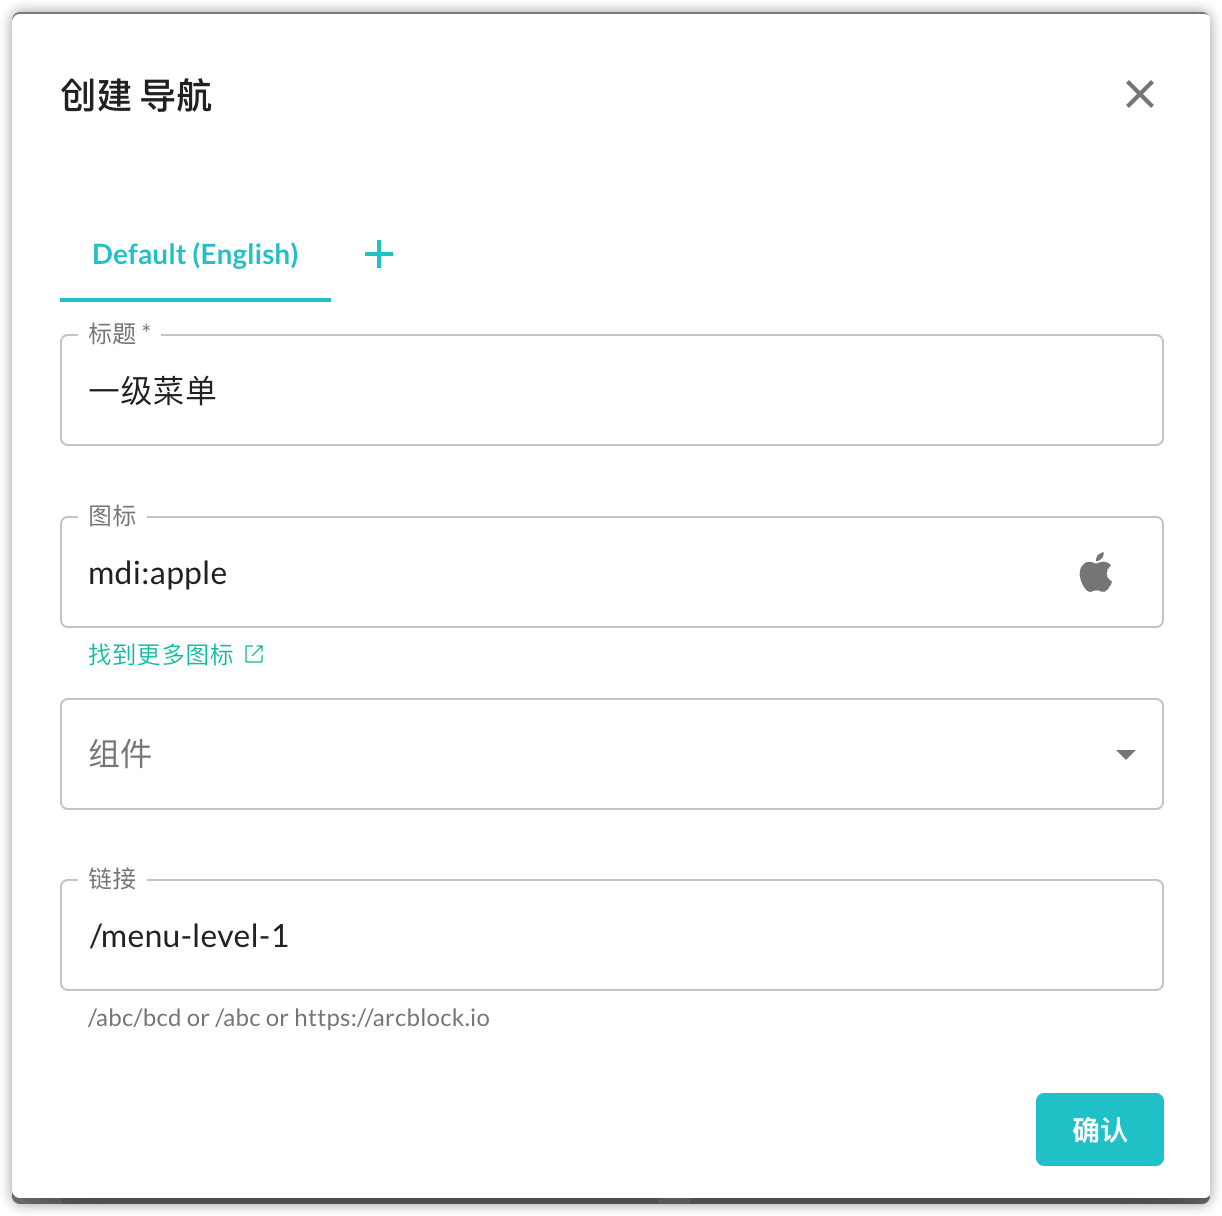 创建 导航
Default (English)
标题 *
一级菜单
图标
mdi:apple
找到更多图标
组件
链接
/menu-level-1
/abc/bcd or /abc or https://arcblock.io
确认